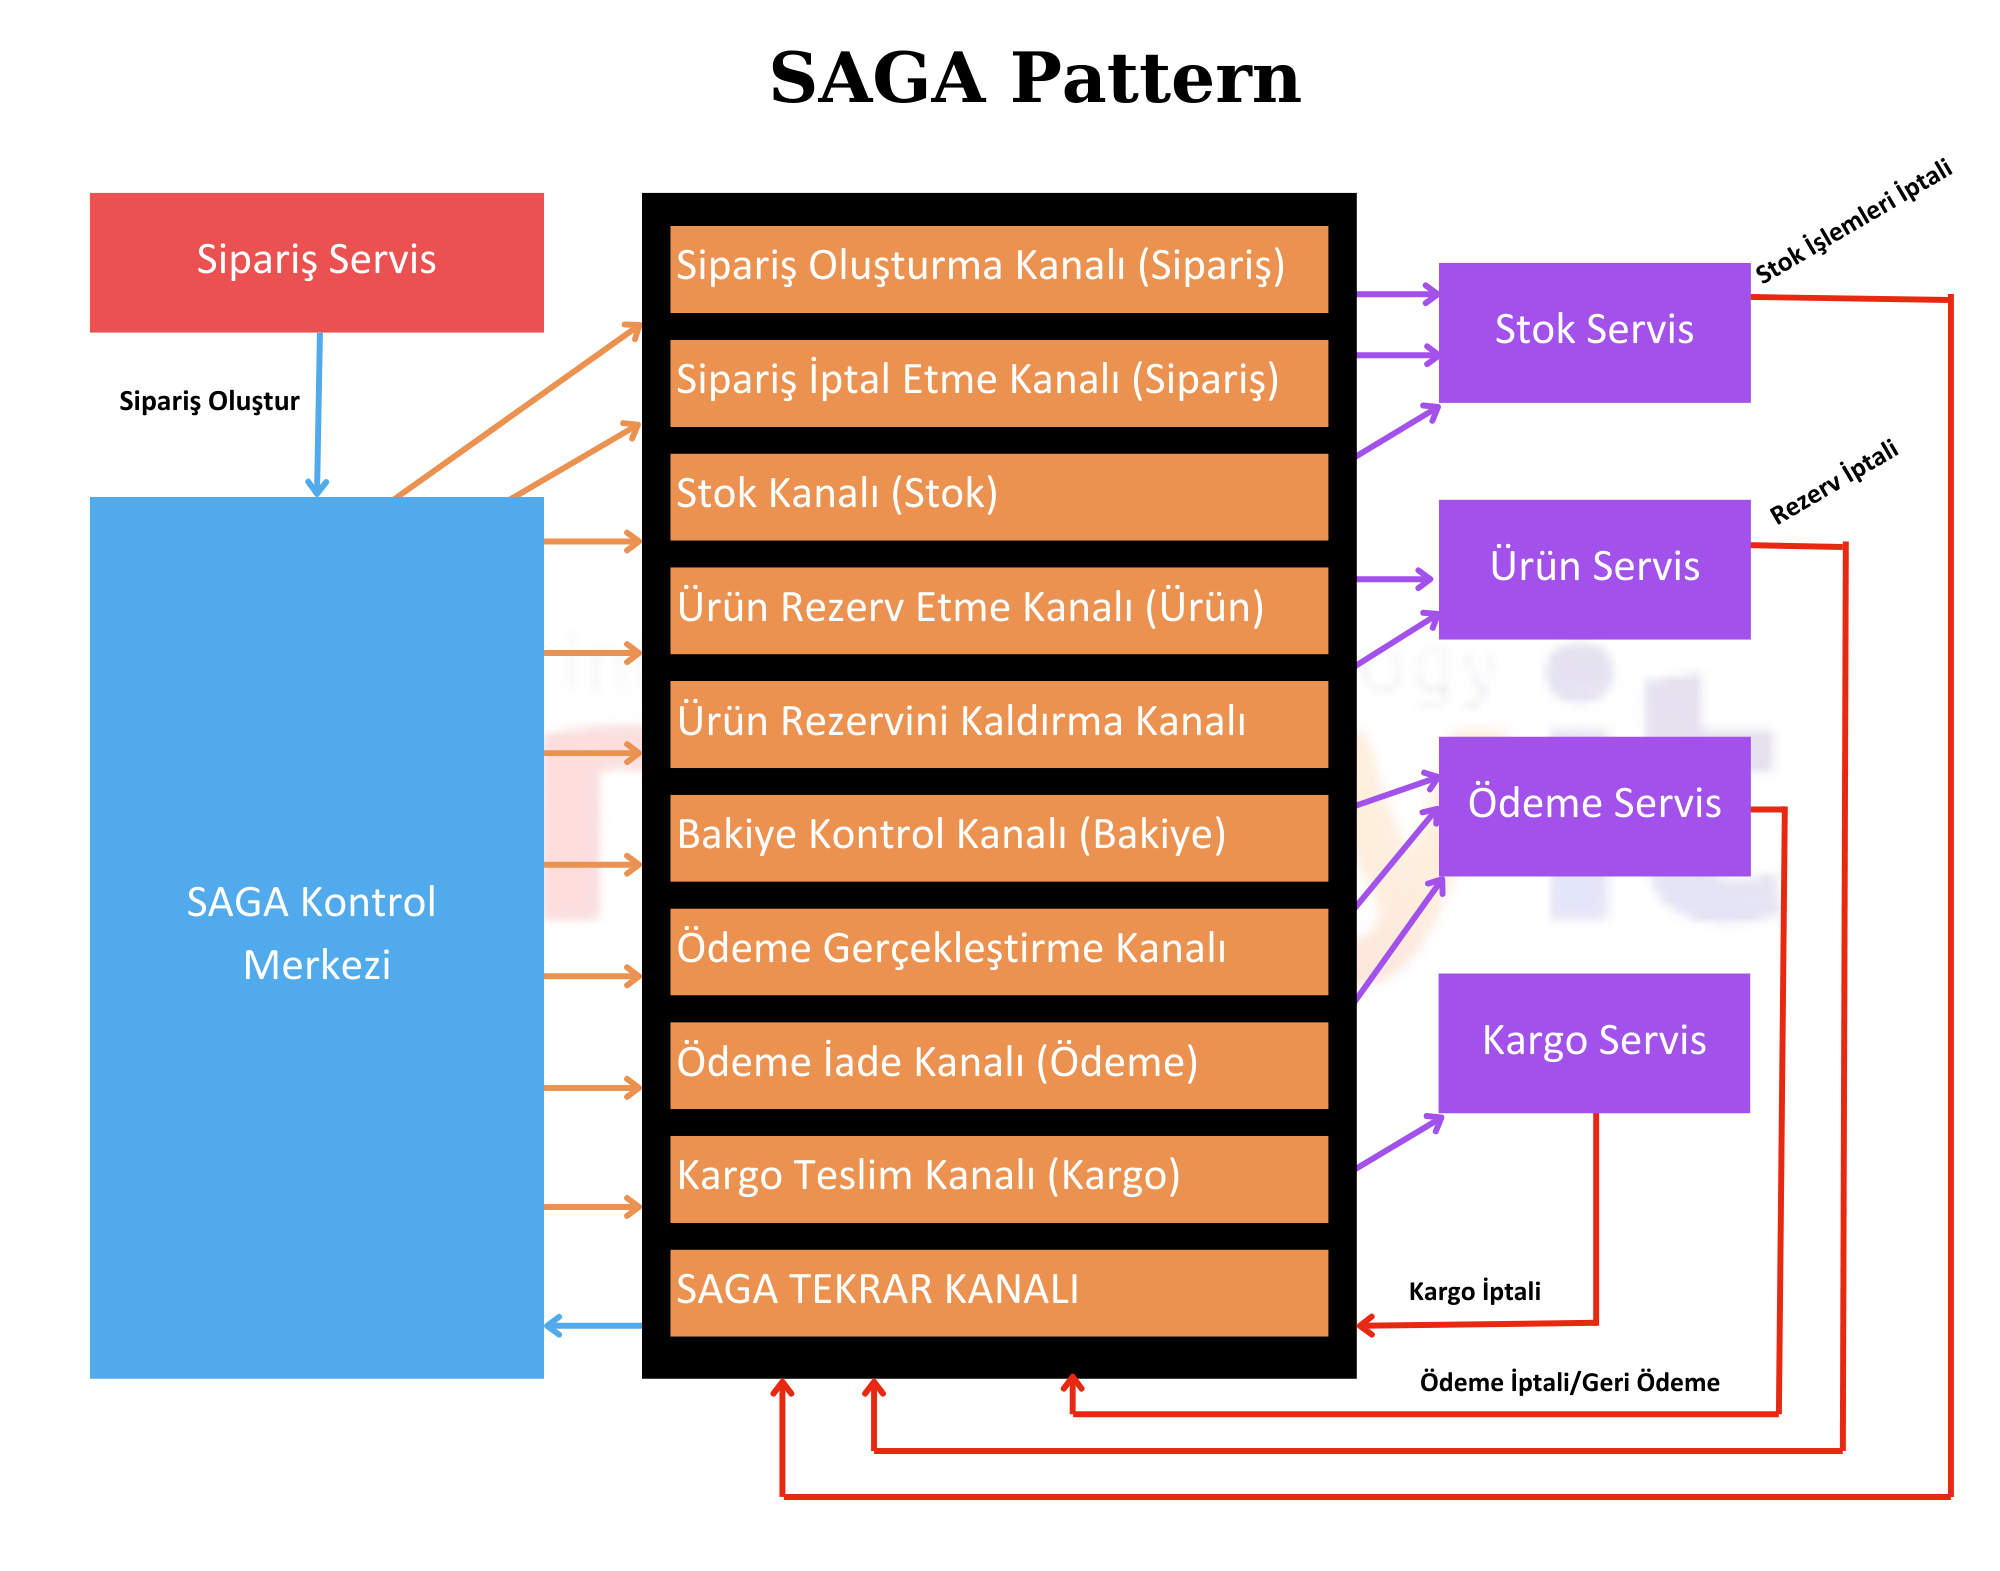 SAGA Pattern
Sipariş Servis
Sipariş Oluştur
SAGA Kontrol
Merkezi
Sipariş Oluşturma Kanalı (Sipariş)
Sipariş İptal Etme Kanalı (Sipariş)
Stok Kanalı (Stok)
Ürün Rezerv Etme Kanalı (Ürün)
Ürün Rezervini Kaldırma Kanalı
Bakiye Kontrol Kanalı (Bakiye)
Ödeme Gerçekleştirme Kanalı
Ödeme İade Kanalı (Ödeme)
Kargo Teslim Kanalı (Kargo)
SAGA TEKRAR KANALI
Stok İşlemleri İptali
Stok Servis
Rezerv İptali
Ürün Servis
Ödeme Servis
Kargo Servis
Kargo İptali
Ödeme İptali/Geri Ödeme